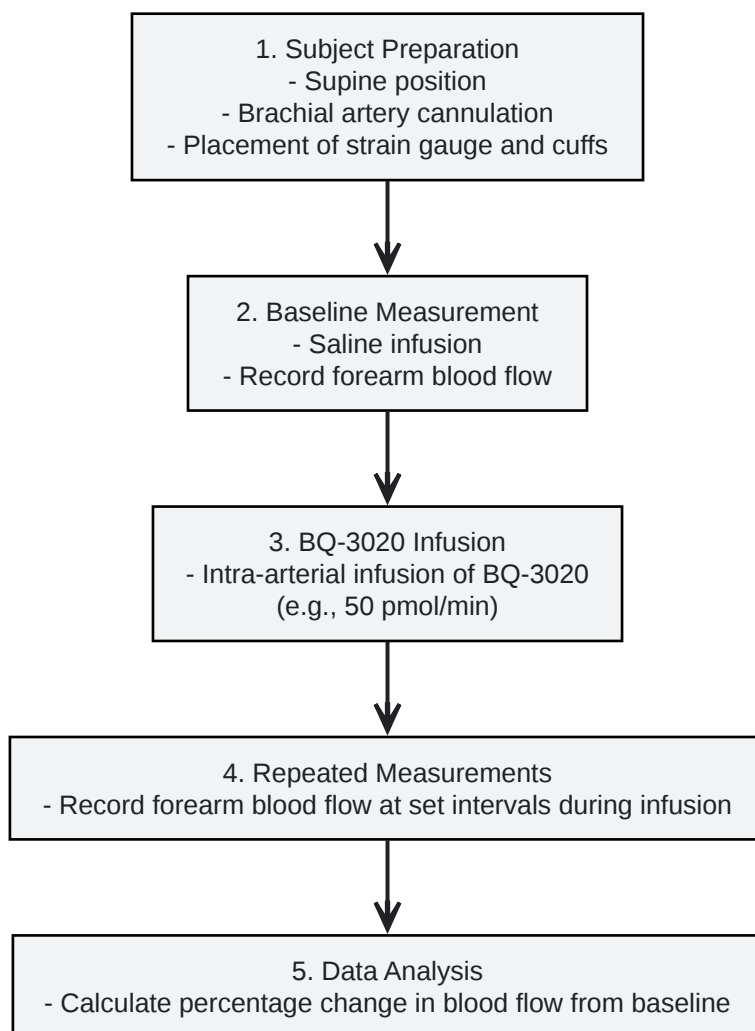 1. Subject Preparation
- Supine position
- Brachial artery cannulation
- Placement of strain gauge and cuffs
2. Baseline Measurement
- Saline infusion
- Record forearm blood flow
3. BQ-3020 Infusion
- Intra-arterial infusion of BQ-3020
(e.g., 50 pmol/min)
4. Repeated Measurements
- Record forearm blood flow at set intervals during infusion
5. Data Analysis
- Calculate percentage change in blood flow from baseline